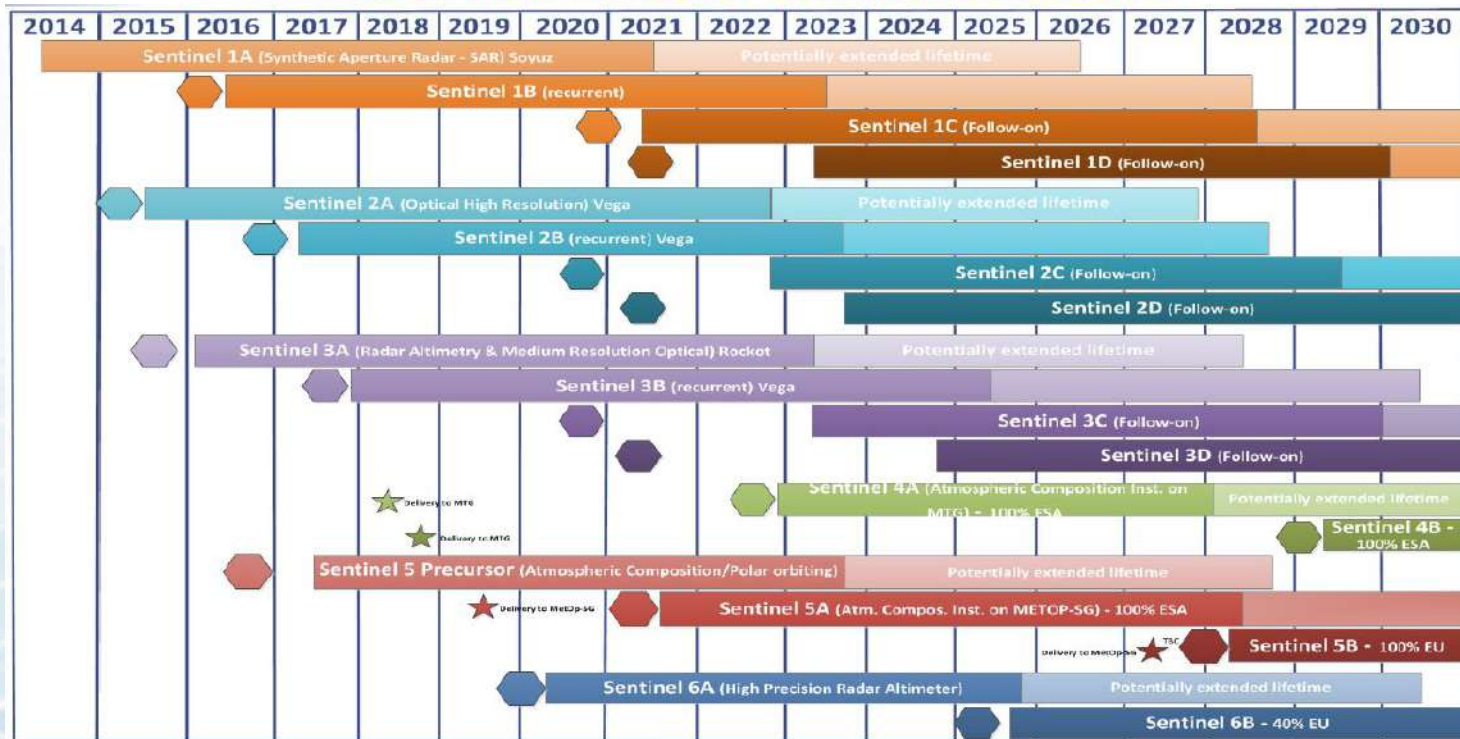 2014 2015 2016 2017 2018 2019 2020 2021 2022 2023 2024 2025 2026 2027 2028 2029 2030
Sentinel 1A (Synthetic Aperture Radar - SAR) Soyuz Potentially extended lifetime
Sentinel 1B (recurrent)
Sentinel 1C (Follow-on)
Sentinel 1D (Follow-on)
Sentinel 2A (Optical High Resolution) Vega Potentially extended lifetime
Sentinel 2B (recurrent) Vega
Sentinel 2C (Follow-on)
Sentinel 2D (Follow-on)
Sentinel 3A (Radar Altimetry & Medium Resolution Optical) Rockot Potentially extended lifetime
Sentinel 3B (recurrent) Vega
Sentinel 3C (Follow-on)
Sentinel 3D (Follow-on)
Delivery to MTG Sentinel 4A (Atmospheric Composition Inst. on Potentially extended lifetime
MTG) - 100% ESA
Delivery to MTG Sentinel 4B -
100% ESA
Sentinel 5 Precursor (Atmospheric Composition/Polar orbiting) Potentially extended lifetime
Delivery to MetOp-SG Sentinel 5A (Atm. Compos. Inst. on METOP-SG) - 100% ESA
Delivery to MetOp-SG TBC Sentinel 5B - 100% EU
Sentinel 6A (High Precision Radar Altimeter) Potentially extended lifetime
Sentinel 6B - 40% EU